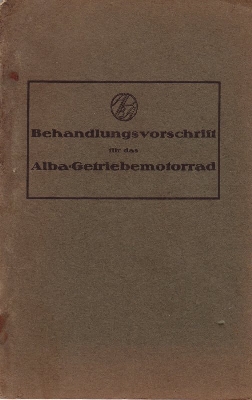 Behandlungsvorschrift
für das
Alba-Getriebemotorrad